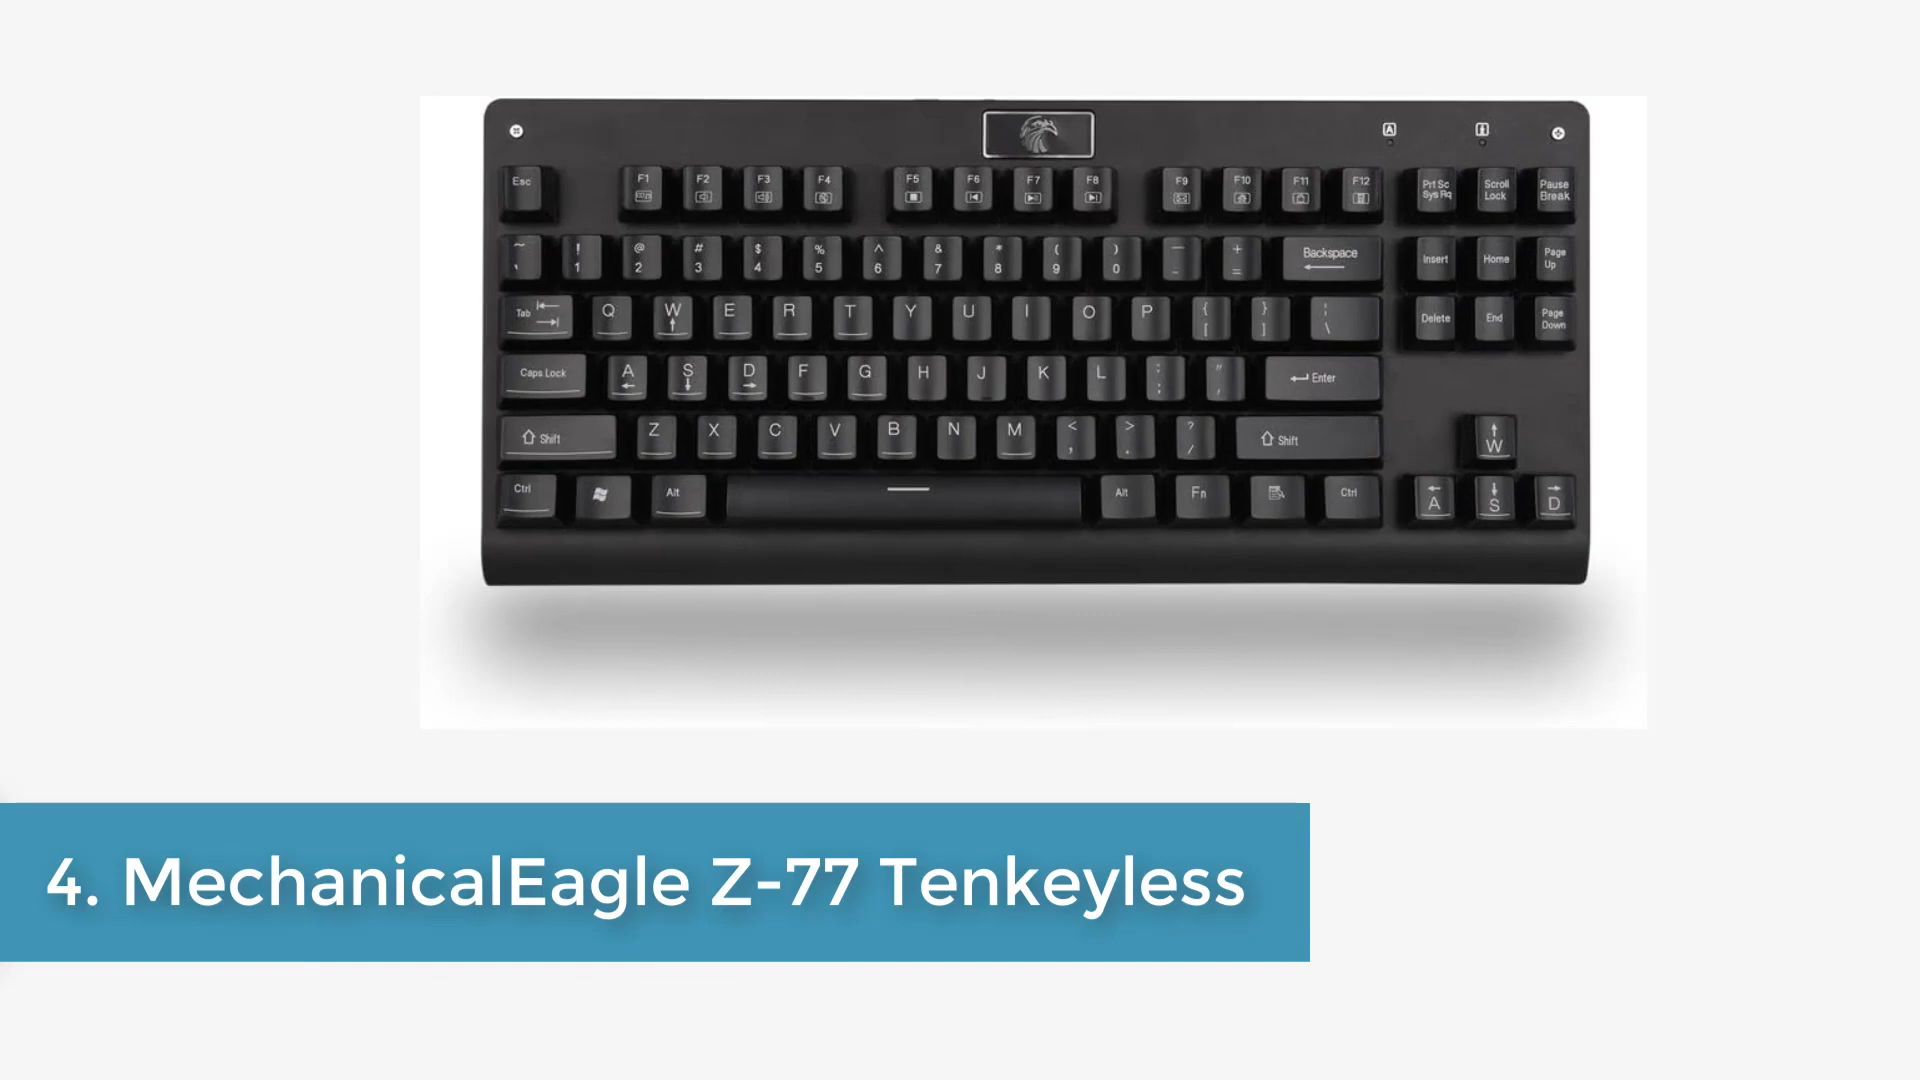 Esc F1 F2 F3 F4 F5 F6 F7 F8 F9 F10 F11 F12 Prt Sc Sys Rq Scroll Lock Pause Break
~ ! @ # $ % ^ & * ( ) — + Backspace Insert Home Page Up
1 2 3 4 5 6 7 8 9 0 - =
Tab Q W E R T Y U I O P { [ } ] ¦ \ Delete End Page Down
Caps Lock A S D F G H J K L : ; " ' Enter
Shift Z X C V B N M < , > . ? / Shift W
Ctrl Alt Alt Fn Ctrl A S D
4. MechanicalEagle Z-77 Tenkeyless